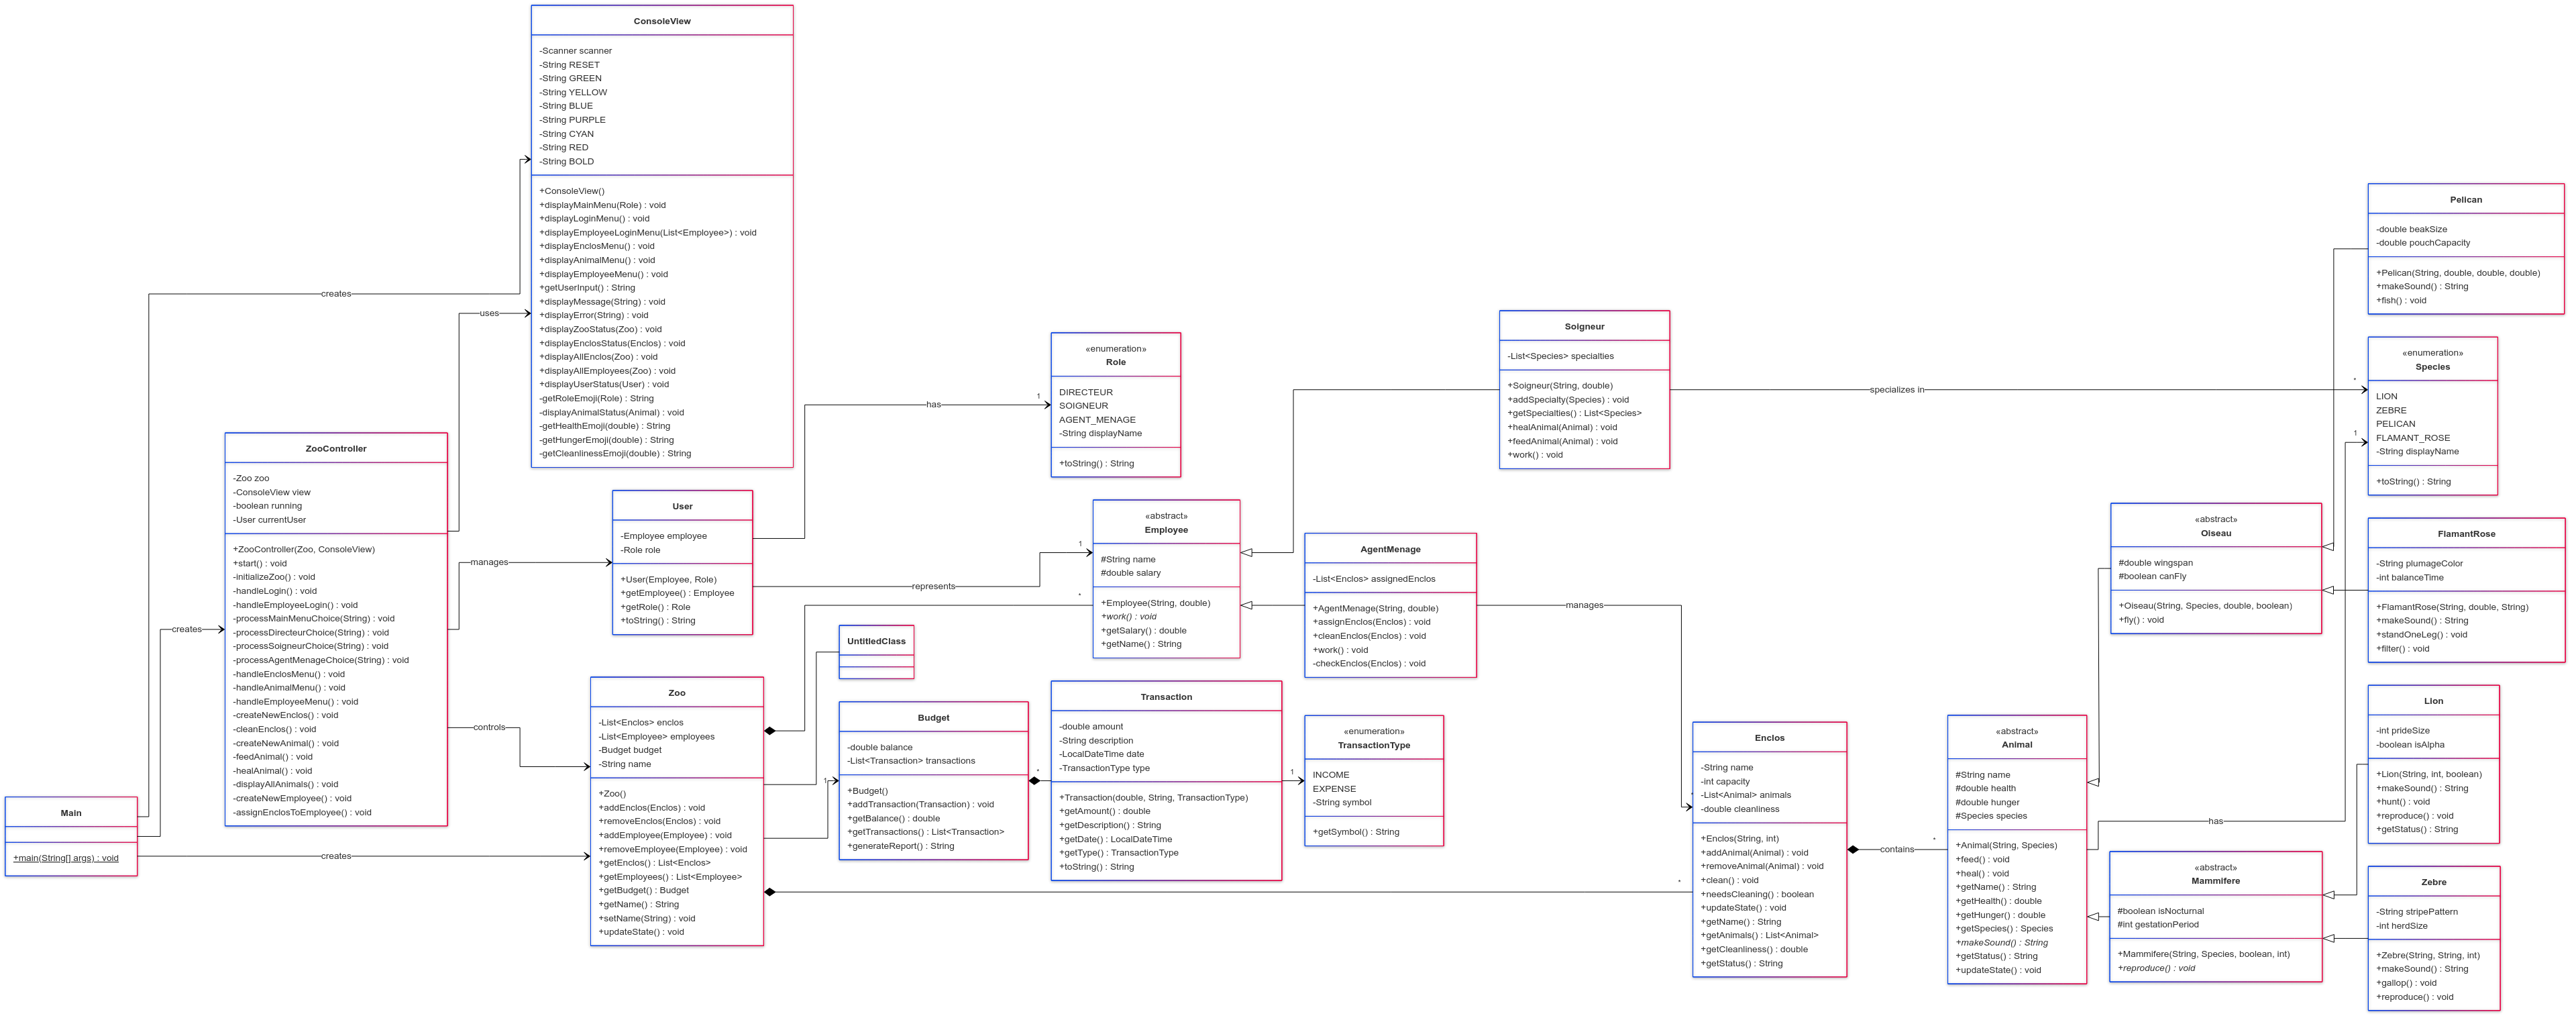 ConsoleView
-Scanner scanner
-String RESET
-String GREEN
-String YELLOW
-String BLUE
-String PURPLE
-String CYAN
-String RED
-String BOLD
+ConsoleView()
+displayMainMenu(Role) : void
+displayLoginMenu() : void
+displayEmployeeLoginMenu(List<Employee>) : void
+displayEnclosMenu() : void
+displayAnimalMenu() : void
+displayEmployeeMenu() : void
+getUserInput() : String
+displayMessage(String) : void
+displayError(String) : void
+displayZooStatus(Zoo) : void
+displayEnclosStatus(Enclos) : void
+displayAllEnclos(Zoo) : void
+displayAllEmployees(Zoo) : void
+displayUserStatus(User) : void
-getRoleEmoji(Role) : String
-displayAnimalStatus(Animal) : void
-getHealthEmoji(double) : String
-getHungerEmoji(double) : String
-getCleanlinessEmoji(double) : String
creates
uses
ZooController
-Zoo zoo
-ConsoleView view
-boolean running
-User currentUser
+ZooController(Zoo, ConsoleView)
+start() : void
-initializeZoo() : void
-handleLogin() : void
-handleEmployeeLogin() : void
-processMainMenuChoice(String) : void
-processDirecteurChoice(String) : void
-processSoigneurChoice(String) : void
-processAgentMenageChoice(String) : void
-handleEnclosMenu() : void
-handleAnimalMenu() : void
-handleEmployeeMenu() : void
-createNewEnclos() : void
-cleanEnclos() : void
-createNewAnimal() : void
-feedAnimal() : void
-healAnimal() : void
-displayAllAnimals() : void
-createNewEmployee() : void
-assignEnclosToEmployee() : void
creates
manages
controls
Main
+main(String[] args) : void
creates
User
-Employee employee
-Role role
+User(Employee, Role)
+getEmployee() : Employee
+getRole() : Role
+toString() : String
has
1
represents
1
*
Zoo
-List<Enclos> enclos
-List<Employee> employees
-Budget budget
-String name
+Zoo()
+addEnclos(Enclos) : void
+removeEnclos(Enclos) : void
+addEmployee(Employee) : void
+removeEmployee(Employee) : void
+getEnclos() : List<Enclos>
+getEmployees() : List<Employee>
+getBudget() : Budget
+getName() : String
+setName(String) : void
+updateState() : void
UntitledClass
1
Budget
-double balance
-List<Transaction> transactions
+Budget()
+addTransaction(Transaction) : void
+getBalance() : double
+getTransactions() : List<Transaction>
+generateReport() : String
*
«enumeration»
Role
DIRECTEUR
SOIGNEUR
AGENT_MENAGE
-String displayName
+toString() : String
«abstract»
Employee
#String name
#double salary
+Employee(String, double)
+work() : void
+getSalary() : double
+getName() : String
Transaction
-double amount
-String description
-LocalDateTime date
-TransactionType type
+Transaction(double, String, TransactionType)
+getAmount() : double
+getDescription() : String
+getDate() : LocalDateTime
+getType() : TransactionType
+toString() : String
1
AgentMenage
-List<Enclos> assignedEnclos
+AgentMenage(String, double)
+assignEnclos(Enclos) : void
+cleanEnclos(Enclos) : void
+work() : void
-checkEnclos(Enclos) : void
manages
*
«enumeration»
TransactionType
INCOME
EXPENSE
-String symbol
+getSymbol() : String
Soigneur
-List<Species> specialties
+Soigneur(String, double)
+addSpecialty(Species) : void
+getSpecialties() : List<Species>
+healAnimal(Animal) : void
+feedAnimal(Animal) : void
+work() : void
specializes in
*
*
Enclos
-String name
-int capacity
-List<Animal> animals
-double cleanliness
+Enclos(String, int)
+addAnimal(Animal) : void
+removeAnimal(Animal) : void
+clean() : void
+needsCleaning() : boolean
+updateState() : void
+getName() : String
+getAnimals() : List<Animal>
+getCleanliness() : double
+getStatus() : String
contains
*
«abstract»
Animal
#String name
#double health
#double hunger
#Species species
+Animal(String, Species)
+feed() : void
+heal() : void
+getName() : String
+getHealth() : double
+getHunger() : double
+getSpecies() : Species
+makeSound() : String
+getStatus() : String
+updateState() : void
has
1
«abstract»
Oiseau
#double wingspan
#boolean canFly
+Oiseau(String, Species, double, boolean)
+fly() : void
«abstract»
Mammifere
#boolean isNocturnal
#int gestationPeriod
+Mammifere(String, Species, boolean, int)
+reproduce() : void
Pelican
-double beakSize
-double pouchCapacity
+Pelican(String, double, double, double)
+makeSound() : String
+fish() : void
«enumeration»
Species
LION
ZEBRE
PELICAN
FLAMANT_ROSE
-String displayName
+toString() : String
FlamantRose
-String plumageColor
-int balanceTime
+FlamantRose(String, double, String)
+makeSound() : String
+standOneLeg() : void
+filter() : void
Lion
-int prideSize
-boolean isAlpha
+Lion(String, int, boolean)
+makeSound() : String
+hunt() : void
+reproduce() : void
+getStatus() : String
Zebre
-String stripePattern
-int herdSize
+Zebre(String, String, int)
+makeSound() : String
+gallop() : void
+reproduce() : void